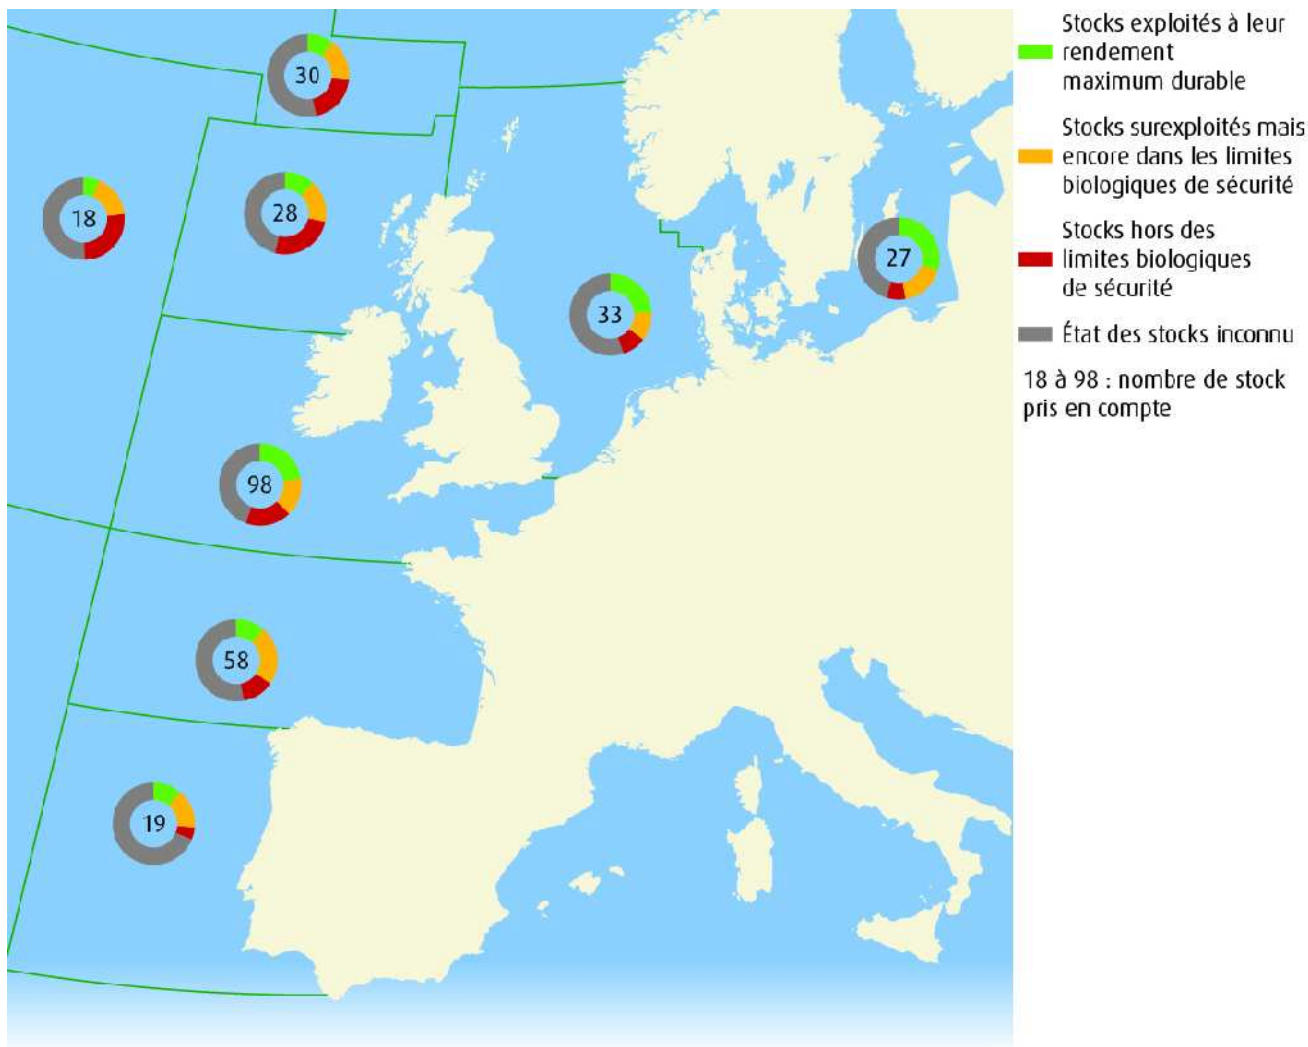 30
18
28
27
33
98
58
19
Stocks exploités à leur
rendement
maximum durable
Stocks surexploités mais
encore dans les limites
biologiques de sécurité
Stocks hors des
limites biologiques
de sécurité
État des stocks inconnu
18 à 98 : nombre de stock
pris en compte